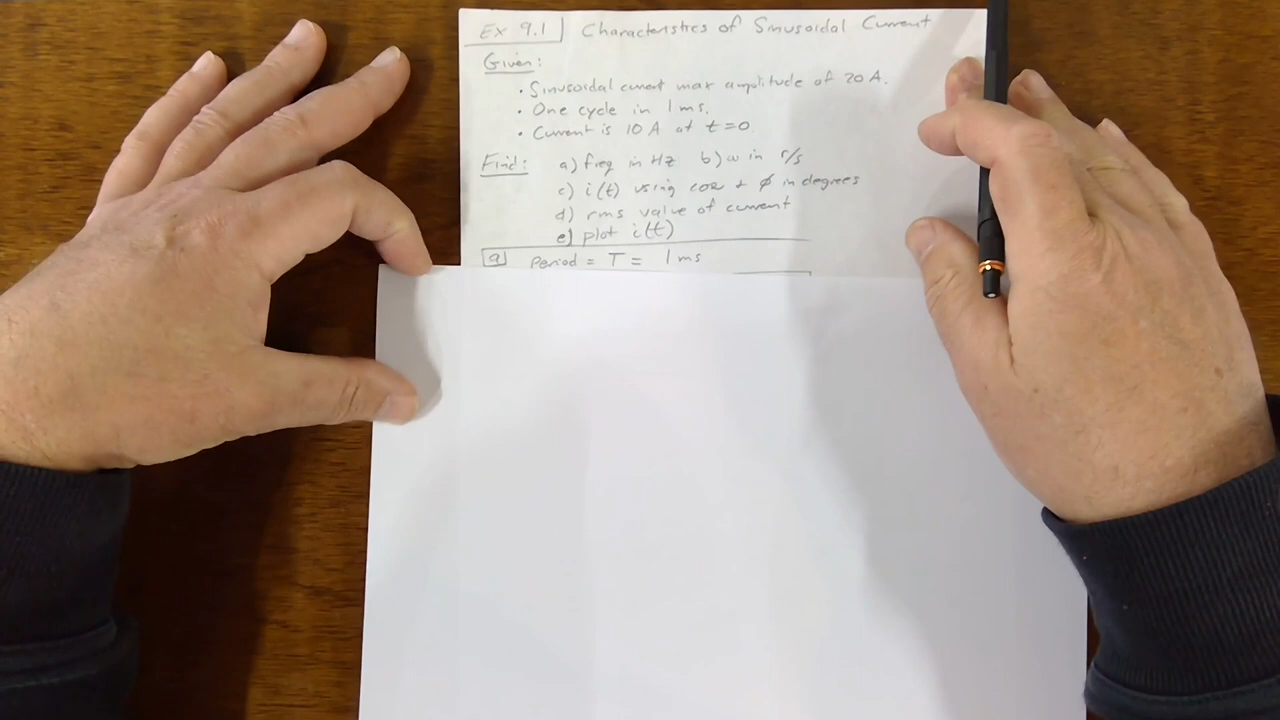 Ex 9.1 Characteristics of Sinusoidal Current
Given:
• Sinusoidal current max amplitude of 20 A.
• One cycle in 1 ms.
• Current is 10 A at t=0.
Find: a) freq in Hz b) ω in r/s
c) i(t) using cos + φ in degrees
d) rms value of current
e) plot i(t)
a Period = T = 1 ms